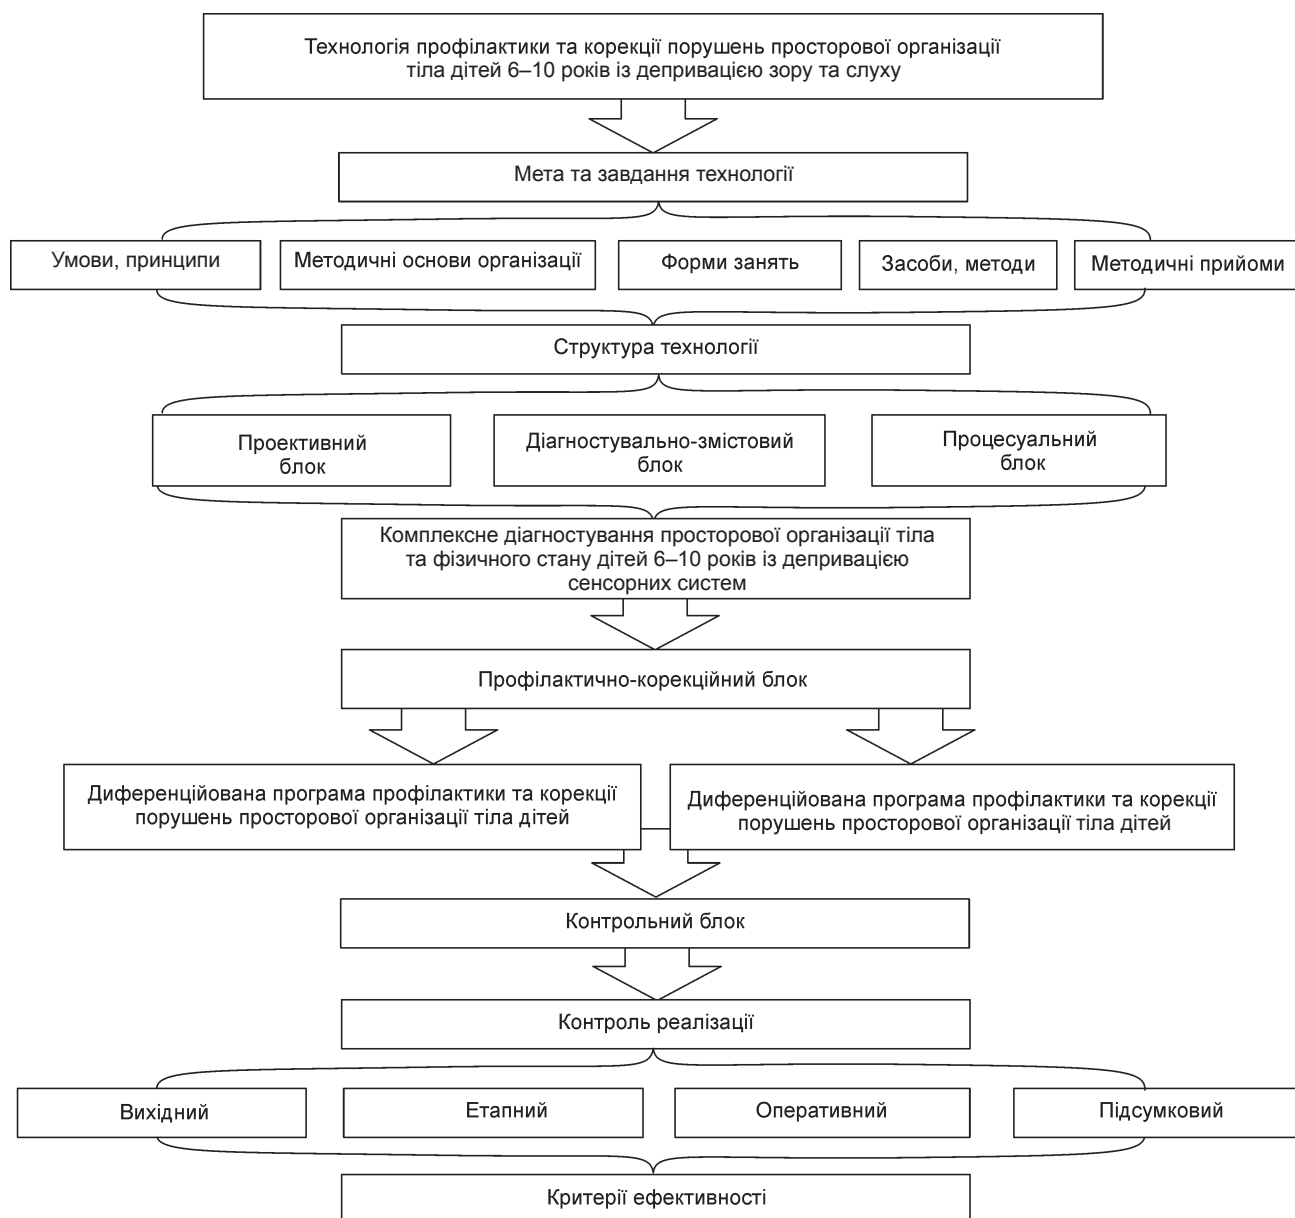 Технологія профілактики та корекції порушень просторової організації
тіла дітей 6–10 років із депривацією зору та слуху
Мета та завдання технології
Умови, принципи
Методичні основи організації
Форми занять
Засоби, методи
Методичні прийоми
Структура технології
Проективний
блок
Діагностувально-змістовий
блок
Процесуальний
блок
Комплексне діагностування просторової організації тіла
та фізичного стану дітей 6–10 років із депривацією
сенсорних систем
Профілактично-корекційний блок
Диференційована програма профілактики та корекції
порушень просторової організації тіла дітей
Диференційована програма профілактики та корекції
порушень просторової організації тіла дітей
Контрольний блок
Контроль реалізації
Вихідний
Етапний
Оперативний
Підсумковий
Критерії ефективності